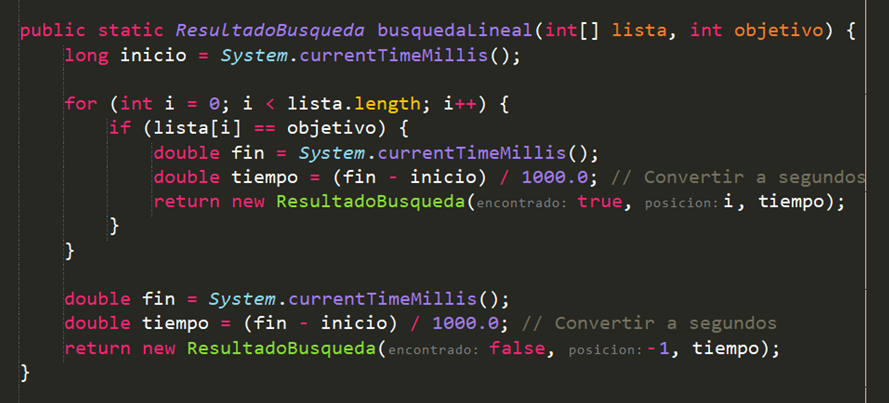 public static ResultadoBusqueda busquedaLineal(int[] lista, int objetivo) {
long inicio = System.currentTimeMillis();
for (int i = 0; i < lista.length; i++) {
if (lista[i] == objetivo) {
double fin = System.currentTimeMillis();
double tiempo = (fin - inicio) / 1000.0; // Convertir a segundos
return new ResultadoBusqueda(encontrado: true, posicion: i, tiempo);
}
}
double fin = System.currentTimeMillis();
double tiempo = (fin - inicio) / 1000.0; // Convertir a segundos
return new ResultadoBusqueda(encontrado: false, posicion: -1, tiempo);
}